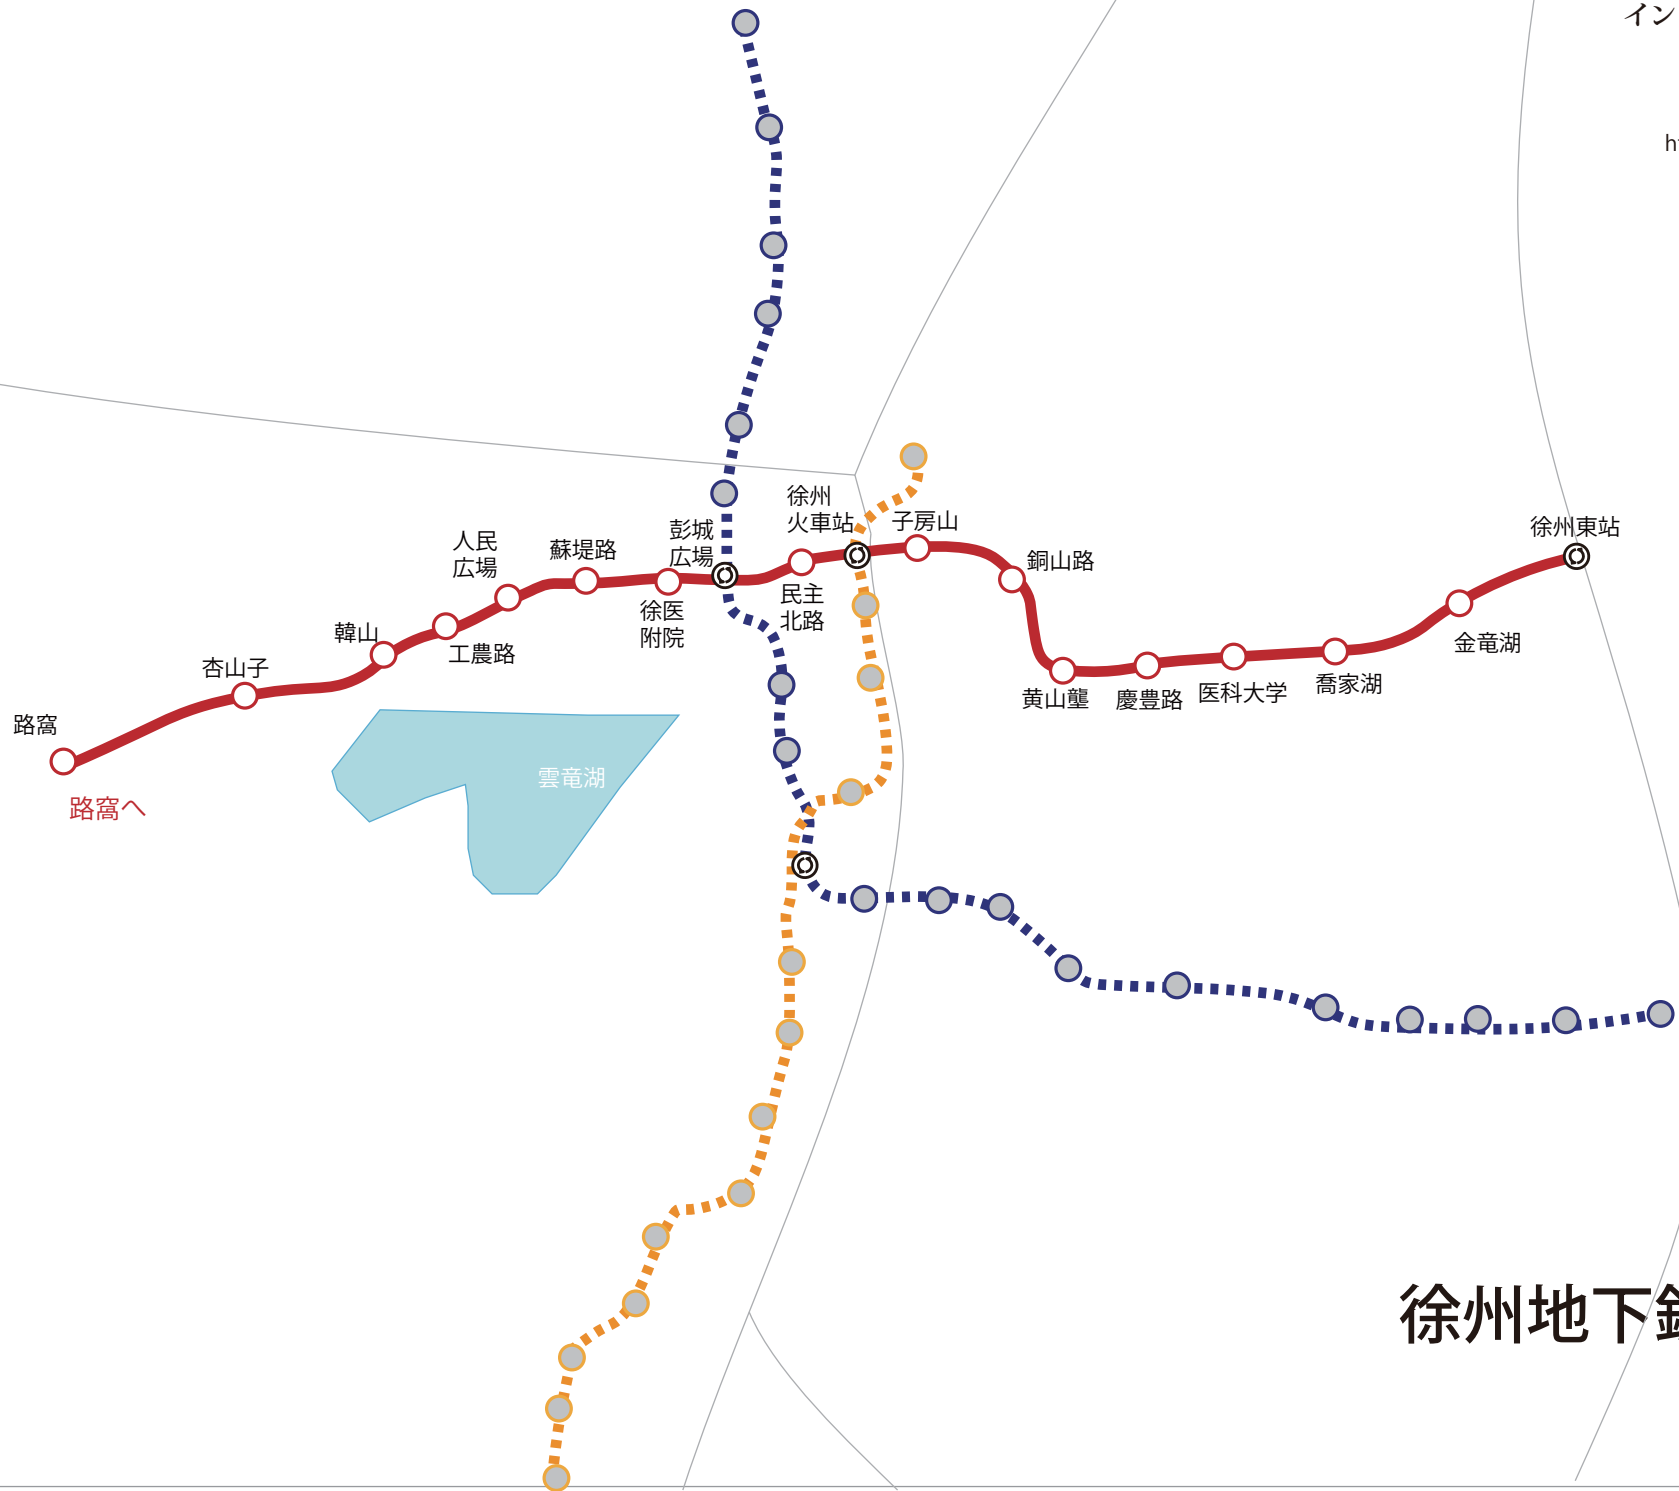 イン
徐州
火車站
子房山
彭城
広場
徐州東站
人民
広場
蘇堤路
銅山路
民主
北路
徐医
附院
韓山
工農路
金竜湖
杏山子
喬家湖
医科大学
黄山壟
慶豊路
路窩
雲竜湖
路窩へ
徐州地下